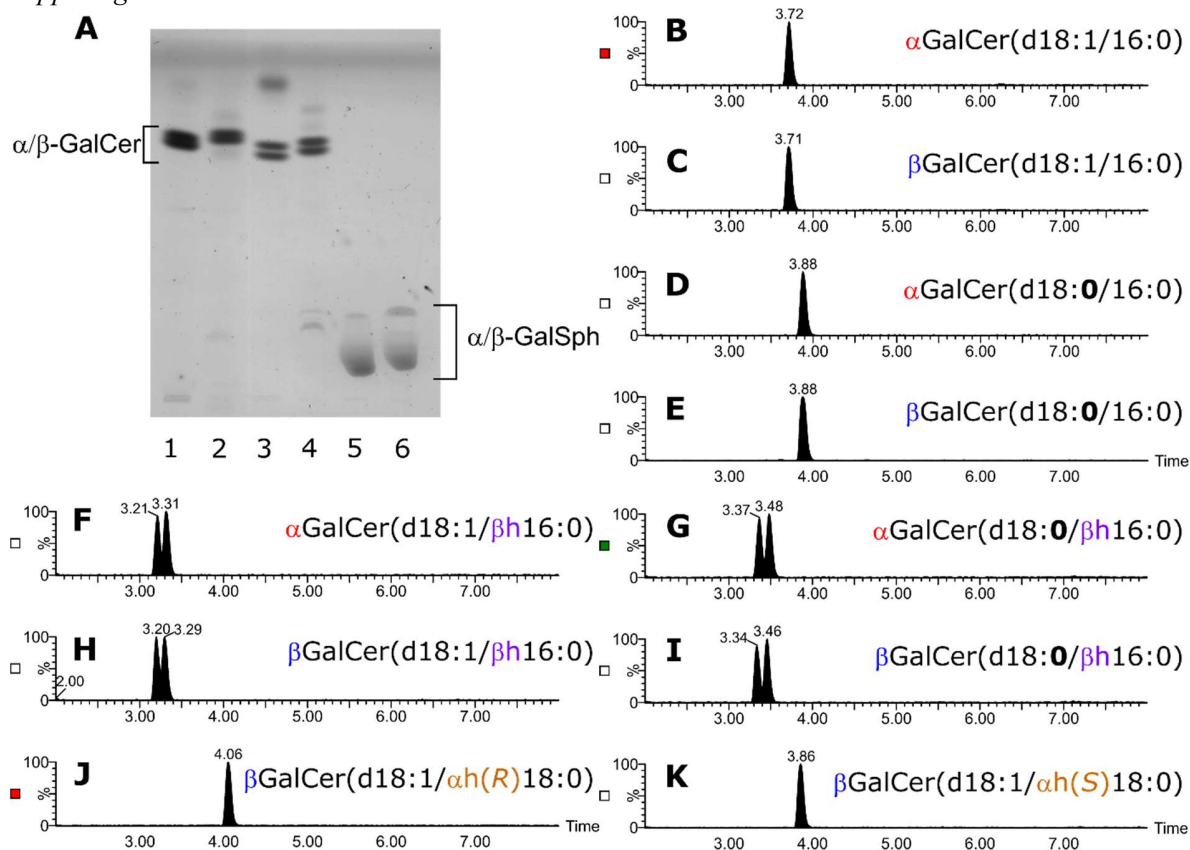 A
α/β-GalCer
α/β-GalSph
1 2 3 4 5 6
B
αGalCer(d18:1/16:0)
3.72
100
%
0
3.00 4.00 5.00 6.00 7.00
C
βGalCer(d18:1/16:0)
3.71
100
%
0
3.00 4.00 5.00 6.00 7.00
D
αGalCer(d18:0/16:0)
3.88
100
%
0
3.00 4.00 5.00 6.00 7.00
E
βGalCer(d18:0/16:0)
3.88
100
%
0
3.00 4.00 5.00 6.00 7.00 Time
F
αGalCer(d18:1/βh16:0)
3.21 3.31
100
%
0
3.00 4.00 5.00 6.00 7.00
G
αGalCer(d18:0/βh16:0)
3.37 3.48
100
%
0
3.00 4.00 5.00 6.00 7.00
H
βGalCer(d18:1/βh16:0)
3.20 3.29
2.00
100
%
0
3.00 4.00 5.00 6.00 7.00
I
βGalCer(d18:0/βh16:0)
3.34 3.46
100
%
0
3.00 4.00 5.00 6.00 7.00
J
βGalCer(d18:1/αh(R)18:0)
4.06
100
%
0
3.00 4.00 5.00 6.00 7.00 Time
K
βGalCer(d18:1/αh(S)18:0)
3.86
100
%
0
3.00 4.00 5.00 6.00 7.00 Time